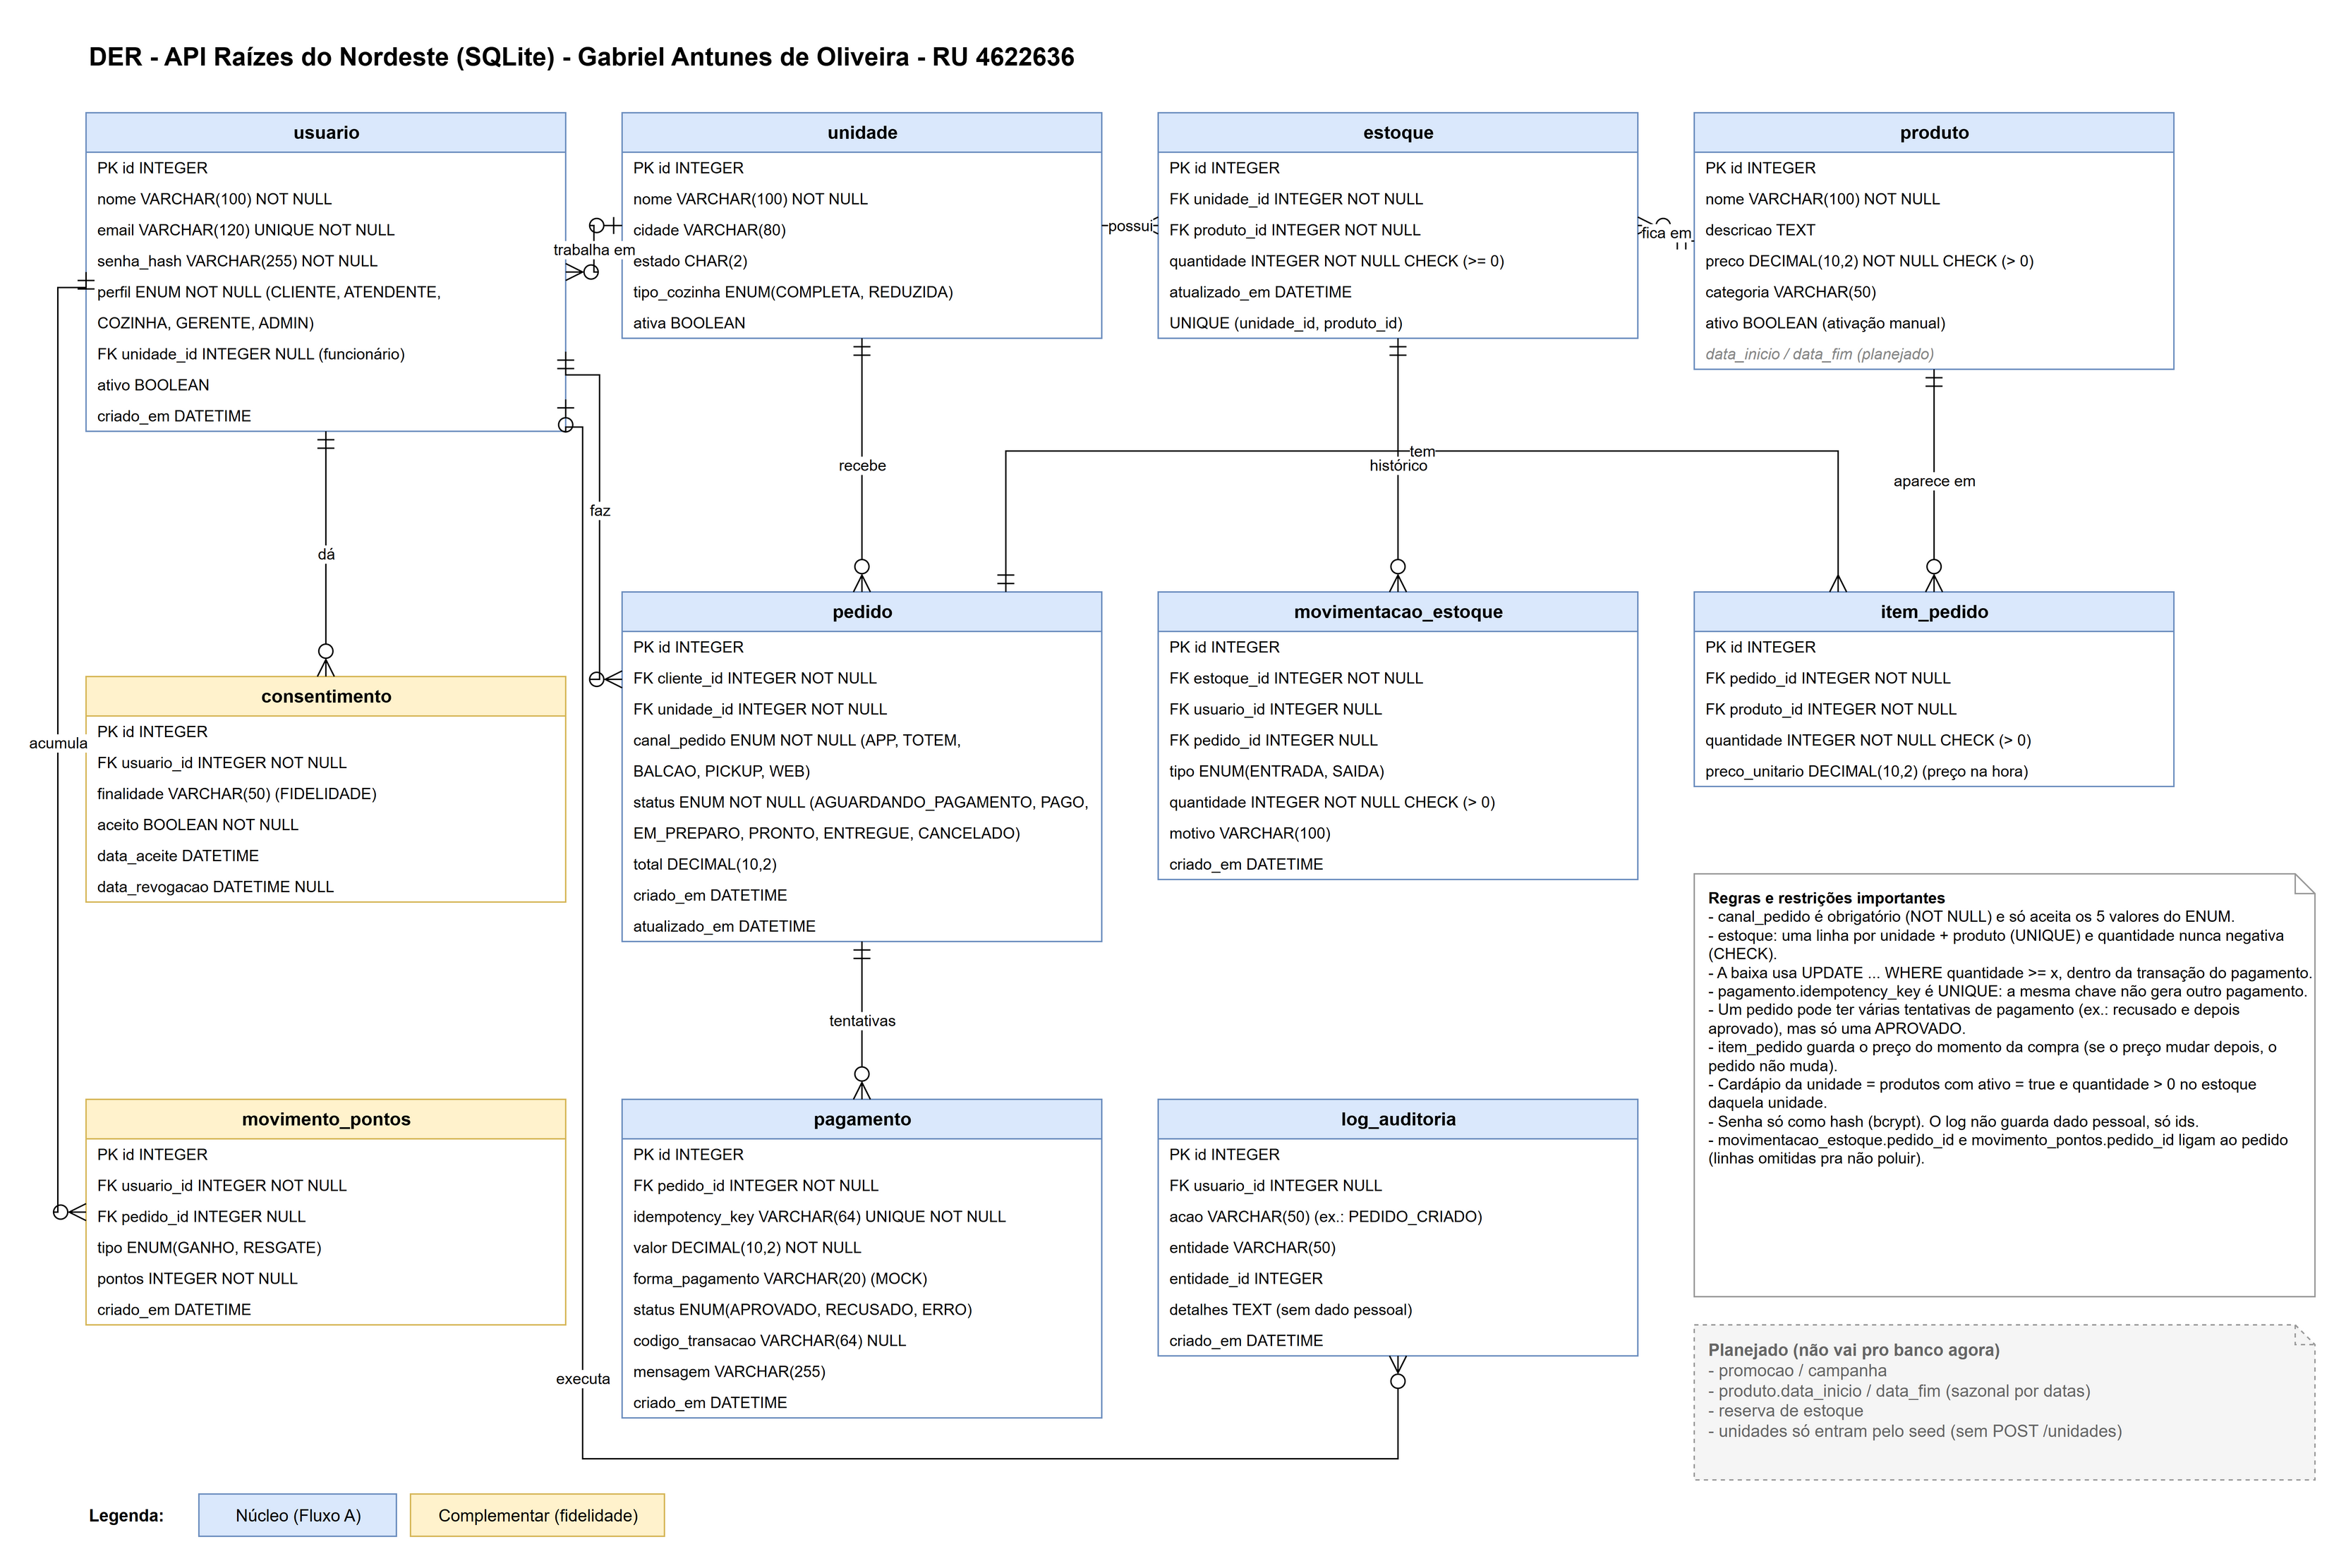 DER - API Raízes do Nordeste (SQLite) - Gabriel Antunes de Oliveira - RU 4622636
usuario
PK id INTEGER
nome VARCHAR(100) NOT NULL
email VARCHAR(120) UNIQUE NOT NULL
senha_hash VARCHAR(255) NOT NULL
perfil ENUM NOT NULL (CLIENTE, ATENDENTE,
COZINHA, GERENTE, ADMIN)
FK unidade_id INTEGER NULL (funcionário)
ativo BOOLEAN
criado_em DATETIME
trabalha em
unidade
PK id INTEGER
nome VARCHAR(100) NOT NULL
cidade VARCHAR(80)
estado CHAR(2)
tipo_cozinha ENUM(COMPLETA, REDUZIDA)
ativa BOOLEAN
possui
estoque
PK id INTEGER
FK unidade_id INTEGER NOT NULL
FK produto_id INTEGER NOT NULL
quantidade INTEGER NOT NULL CHECK (>= 0)
atualizado_em DATETIME
UNIQUE (unidade_id, produto_id)
fica em
produto
PK id INTEGER
nome VARCHAR(100) NOT NULL
descricao TEXT
preco DECIMAL(10,2) NOT NULL CHECK (> 0)
categoria VARCHAR(50)
ativo BOOLEAN (ativação manual)
data_inicio / data_fim (planejado)
dá
faz
recebe
tem
histórico
aparece em
acumula
consentimento
PK id INTEGER
FK usuario_id INTEGER NOT NULL
finalidade VARCHAR(50) (FIDELIDADE)
aceito BOOLEAN NOT NULL
data_aceite DATETIME
data_revogacao DATETIME NULL
pedido
PK id INTEGER
FK cliente_id INTEGER NOT NULL
FK unidade_id INTEGER NOT NULL
canal_pedido ENUM NOT NULL (APP, TOTEM,
BALCAO, PICKUP, WEB)
status ENUM NOT NULL (AGUARDANDO_PAGAMENTO, PAGO,
EM_PREPARO, PRONTO, ENTREGUE, CANCELADO)
total DECIMAL(10,2)
criado_em DATETIME
atualizado_em DATETIME
movimentacao_estoque
PK id INTEGER
FK estoque_id INTEGER NOT NULL
FK usuario_id INTEGER NULL
FK pedido_id INTEGER NULL
tipo ENUM(ENTRADA, SAIDA)
quantidade INTEGER NOT NULL CHECK (> 0)
motivo VARCHAR(100)
criado_em DATETIME
item_pedido
PK id INTEGER
FK pedido_id INTEGER NOT NULL
FK produto_id INTEGER NOT NULL
quantidade INTEGER NOT NULL CHECK (> 0)
preco_unitario DECIMAL(10,2) (preço na hora)
Regras e restrições importantes
- canal_pedido é obrigatório (NOT NULL) e só aceita os 5 valores do ENUM.
- estoque: uma linha por unidade + produto (UNIQUE) e quantidade nunca negativa
(CHECK).
- A baixa usa UPDATE ... WHERE quantidade >= x, dentro da transação do pagamento.
- pagamento.idempotency_key é UNIQUE: a mesma chave não gera outro pagamento.
- Um pedido pode ter várias tentativas de pagamento (ex.: recusado e depois
aprovado), mas só uma APROVADO.
- item_pedido guarda o preço do momento da compra (se o preço mudar depois, o
pedido não muda).
- Cardápio da unidade = produtos com ativo = true e quantidade > 0 no estoque
daquela unidade.
- Senha só como hash (bcrypt). O log não guarda dado pessoal, só ids.
- movimentacao_estoque.pedido_id e movimento_pontos.pedido_id ligam ao pedido
(linhas omitidas pra não poluir).
tentativas
movimento_pontos
PK id INTEGER
FK usuario_id INTEGER NOT NULL
FK pedido_id INTEGER NULL
tipo ENUM(GANHO, RESGATE)
pontos INTEGER NOT NULL
criado_em DATETIME
executa
pagamento
PK id INTEGER
FK pedido_id INTEGER NOT NULL
idempotency_key VARCHAR(64) UNIQUE NOT NULL
valor DECIMAL(10,2) NOT NULL
forma_pagamento VARCHAR(20) (MOCK)
status ENUM(APROVADO, RECUSADO, ERRO)
codigo_transacao VARCHAR(64) NULL
mensagem VARCHAR(255)
criado_em DATETIME
log_auditoria
PK id INTEGER
FK usuario_id INTEGER NULL
acao VARCHAR(50) (ex.: PEDIDO_CRIADO)
entidade VARCHAR(50)
entidade_id INTEGER
detalhes TEXT (sem dado pessoal)
criado_em DATETIME
Planejado (não vai pro banco agora)
- promocao / campanha
- produto.data_inicio / data_fim (sazonal por datas)
- reserva de estoque
- unidades só entram pelo seed (sem POST /unidades)
Legenda:
Núcleo (Fluxo A)
Complementar (fidelidade)